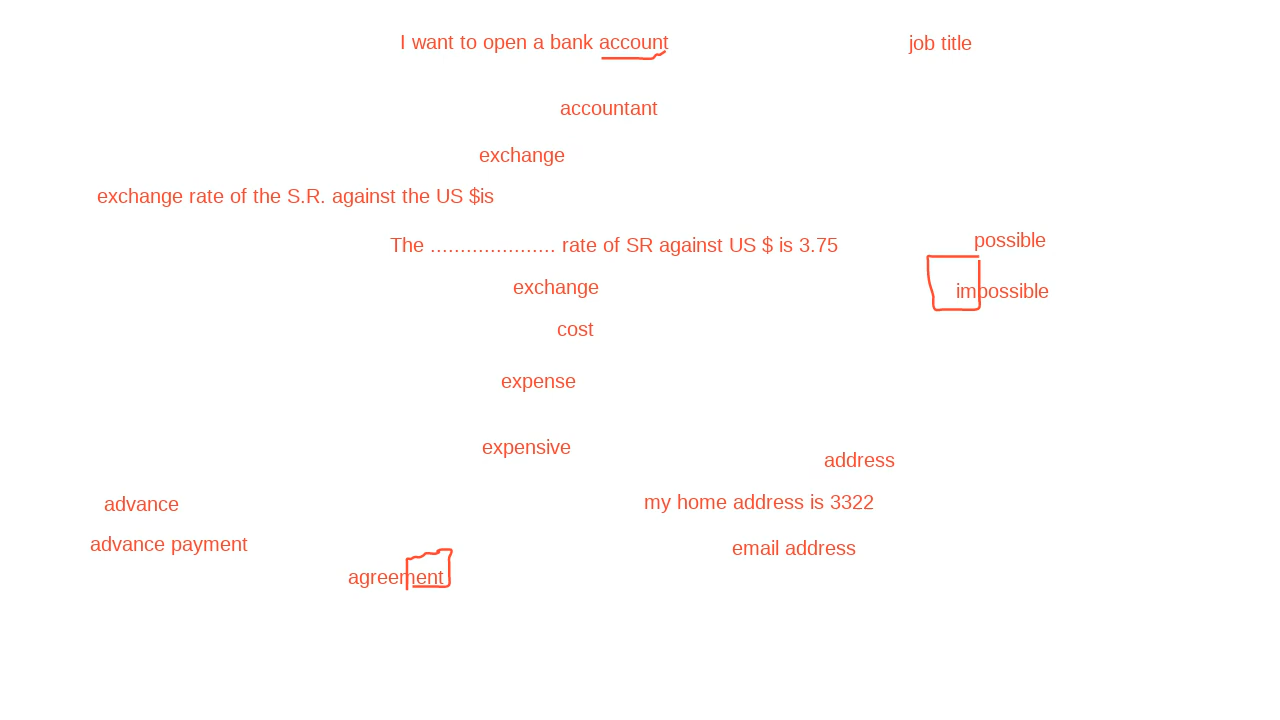 I want to open a bank account
job title
accountant
exchange
exchange rate of the S.R. against the US $is
The ..................... rate of SR against US $ is 3.75
possible
exchange
impossible
cost
expense
expensive
address
advance
my home address is 3322
advance payment
email address
agreement